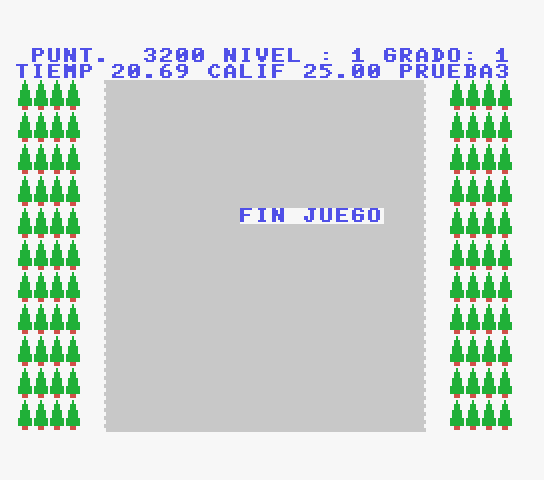 PUNT. 3200 NIVEL : 1 GRADO: 1
TIEMP 20.69 CALIF 25.00 PRUEBA3
FIN JUEGO